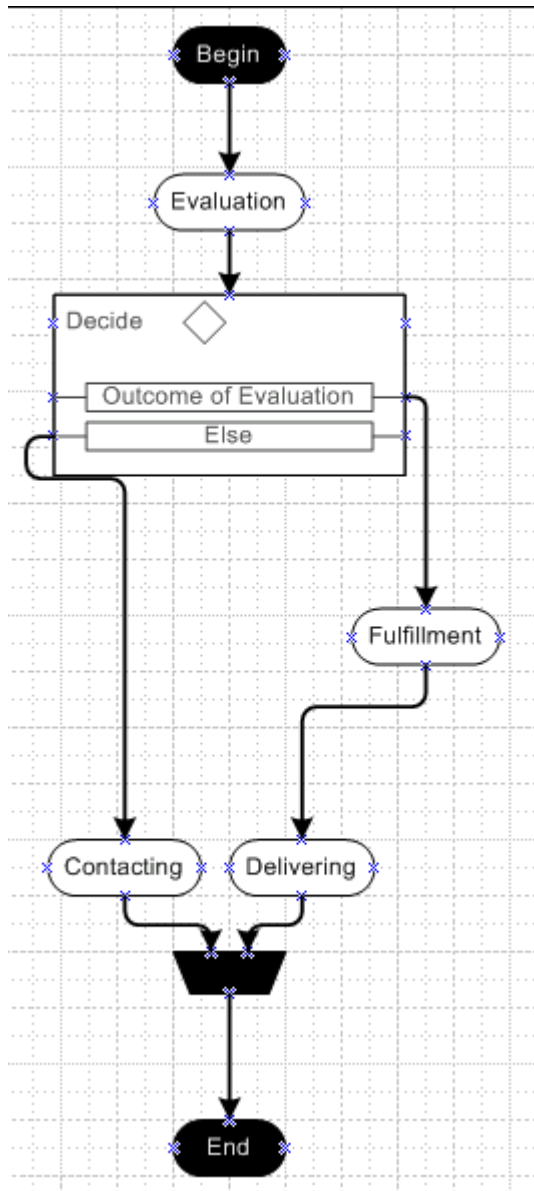 Begin
Evaluation
Decide
Outcome of Evaluation
Else
Fulfillment
Contacting
Delivering
End